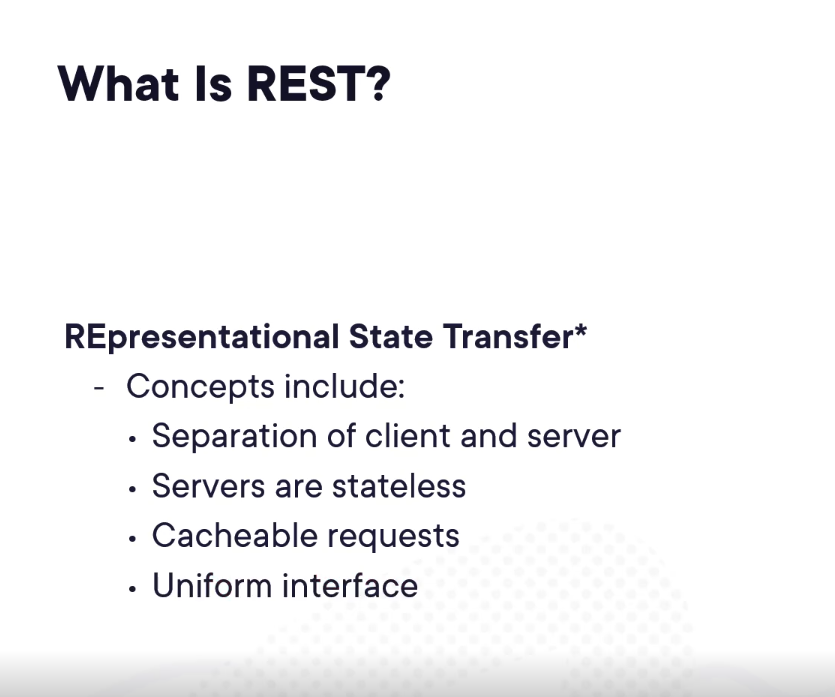 What Is REST?
REpresentational State Transfer*
- Concepts include:
• Separation of client and server
• Servers are stateless
• Cacheable requests
• Uniform interface